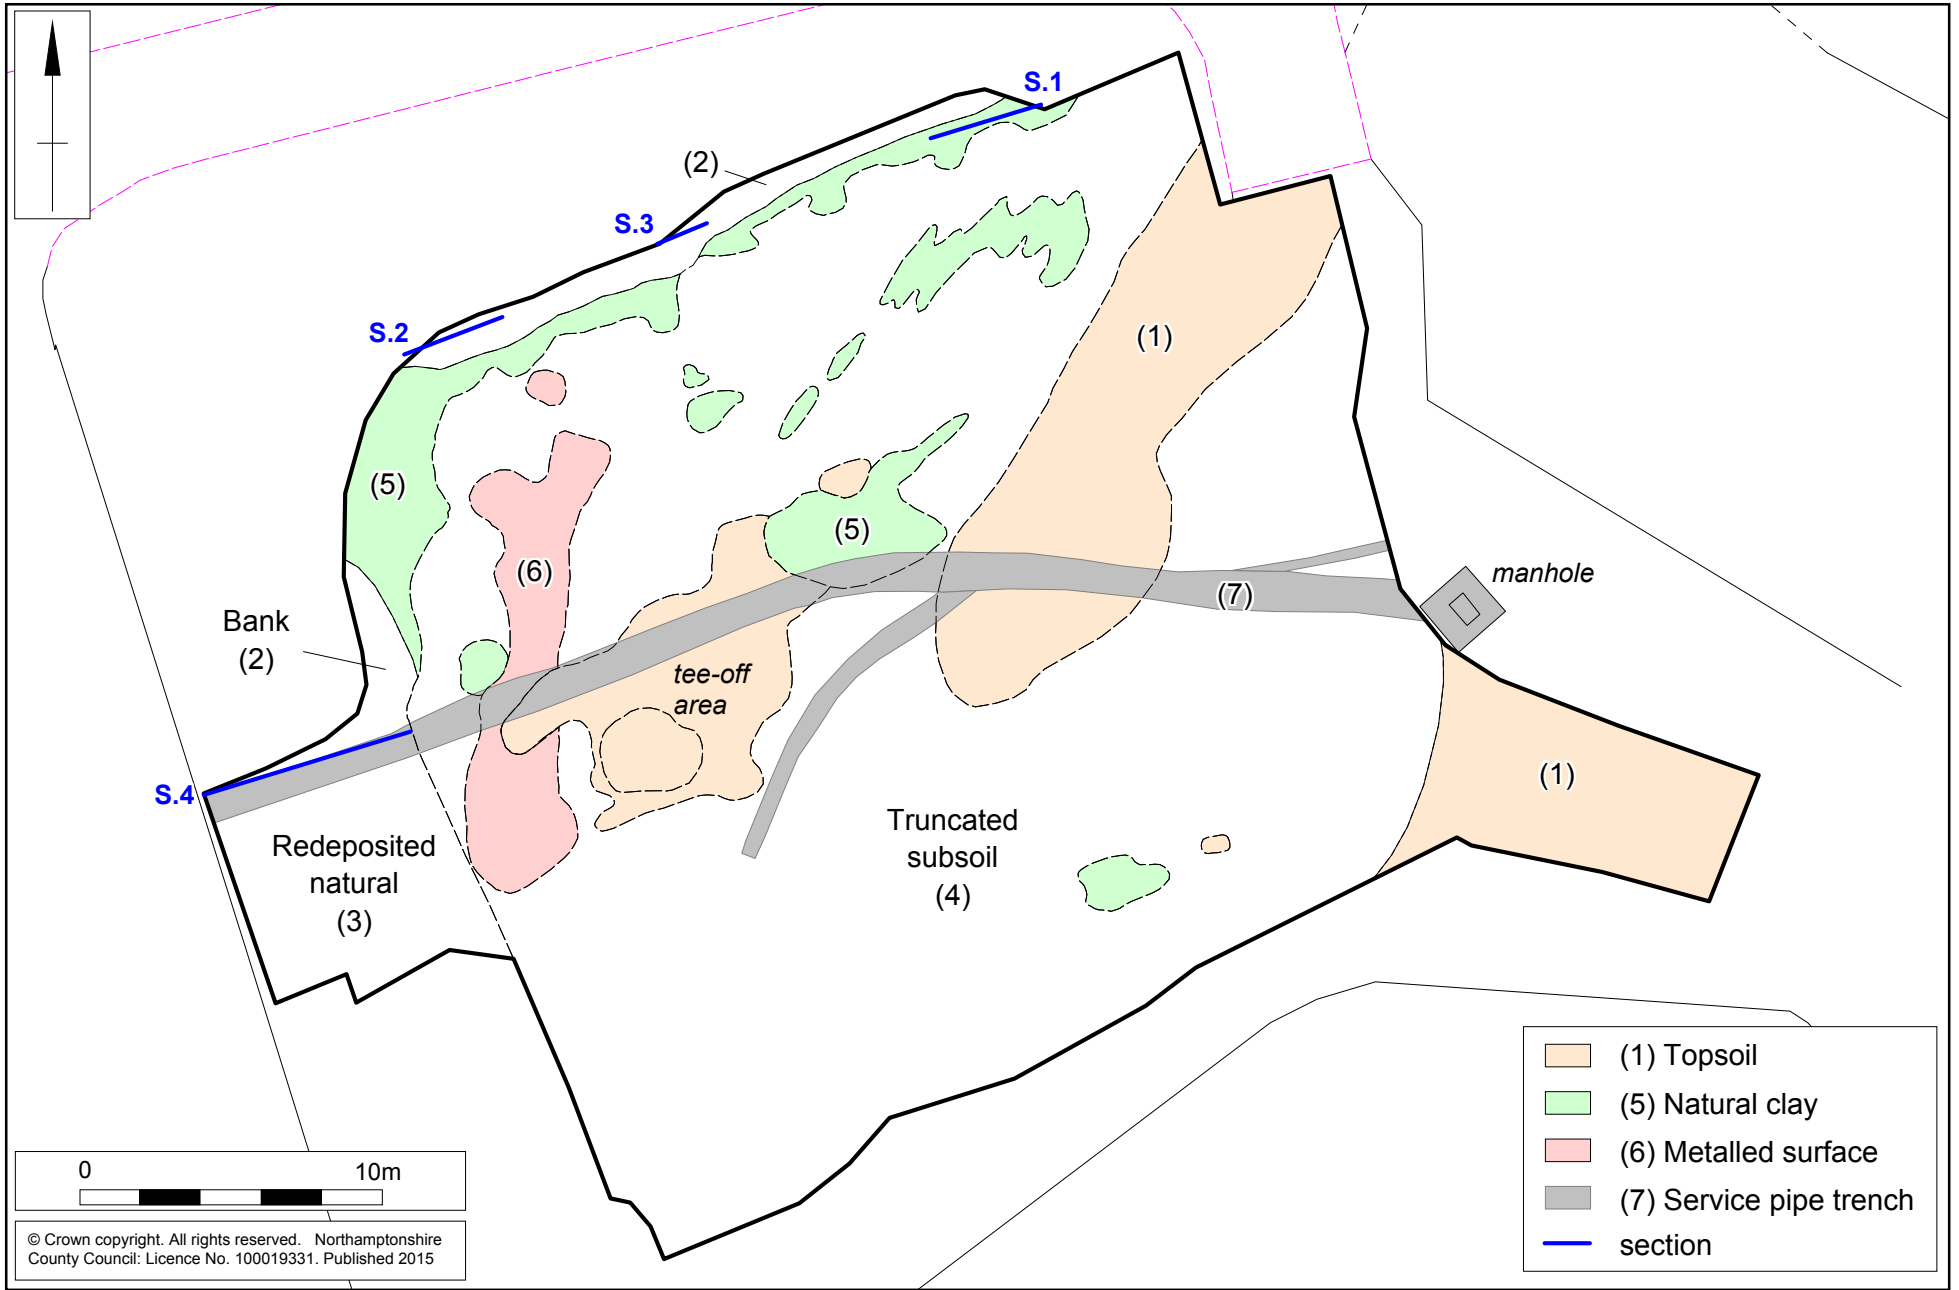 S.1
(2)
S.3
S.2
(1)
(5)
(5)
(6)
manhole
(7)
Bank
(2)
tee-off
area
S.4
(1)
Redeposited
natural
(3)
Truncated
subsoil
(4)
0 10m
© Crown copyright. All rights reserved. Northamptonshire
County Council: Licence No. 100019331. Published 2015
(1) Topsoil
(5) Natural clay
(6) Metalled surface
(7) Service pipe trench
section